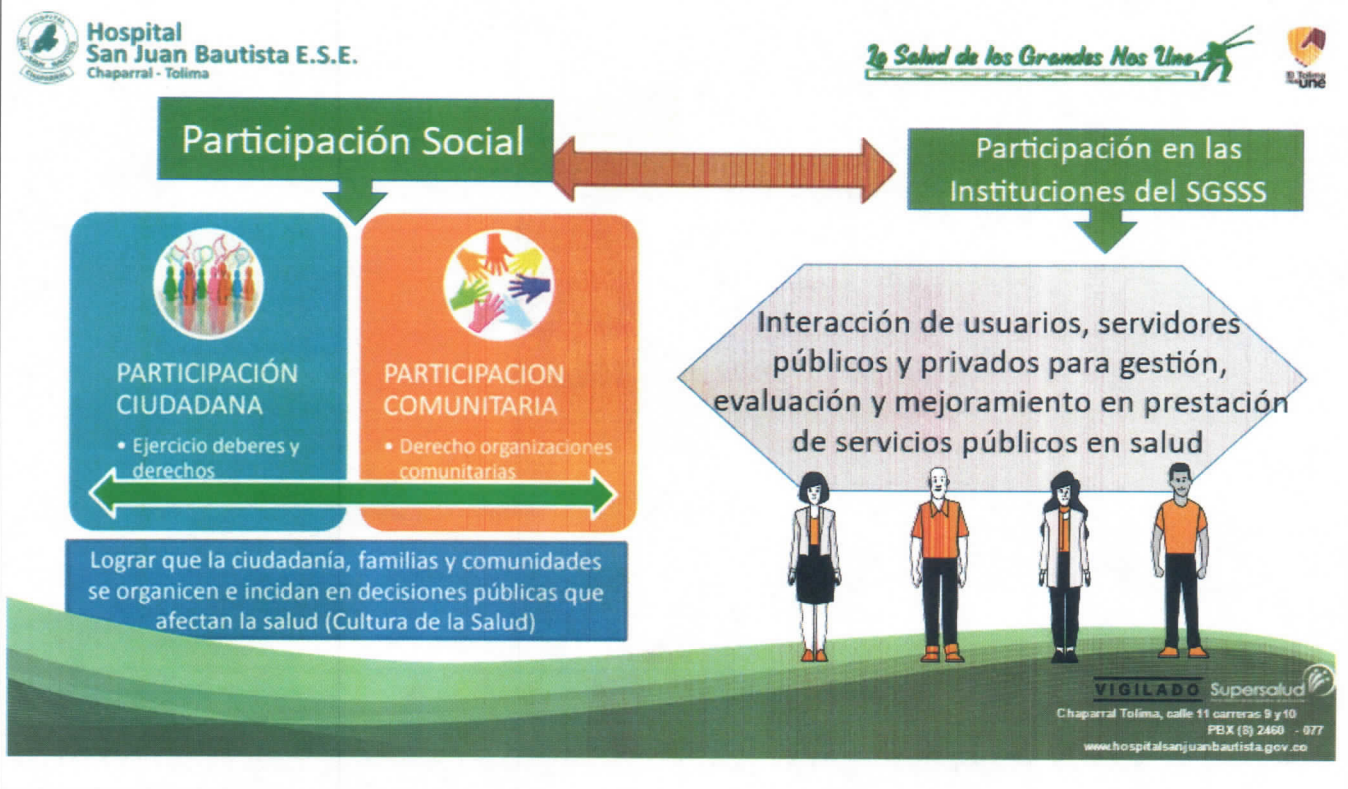 Hospital
San Juan Bautista E.S.E.
Chaparral - Tolima
La Salud de los Grandes Nos Une
El Tolima
une
Participación Social
Participación en las
Instituciones del SGSSS
PARTICIPACIÓN
CIUDADANA
• Ejercicio deberes y
derechos
PARTICIPACION
COMUNITARIA
• Derecho organizaciones
comunitarias
Lograr que la ciudadanía, familias y comunidades
se organicen e incidan en decisiones públicas que
afectan la salud (Cultura de la Salud)
Interacción de usuarios, servidores
públicos y privados para gestión,
evaluación y mejoramiento en prestación
de servicios públicos en salud
VIGILADO Supersalud
Chaparral Tolima, calle 11 carreras 9 y 10
PBX (8) 2460 - 077
www.hospitalsanjuanbautista.gov.co